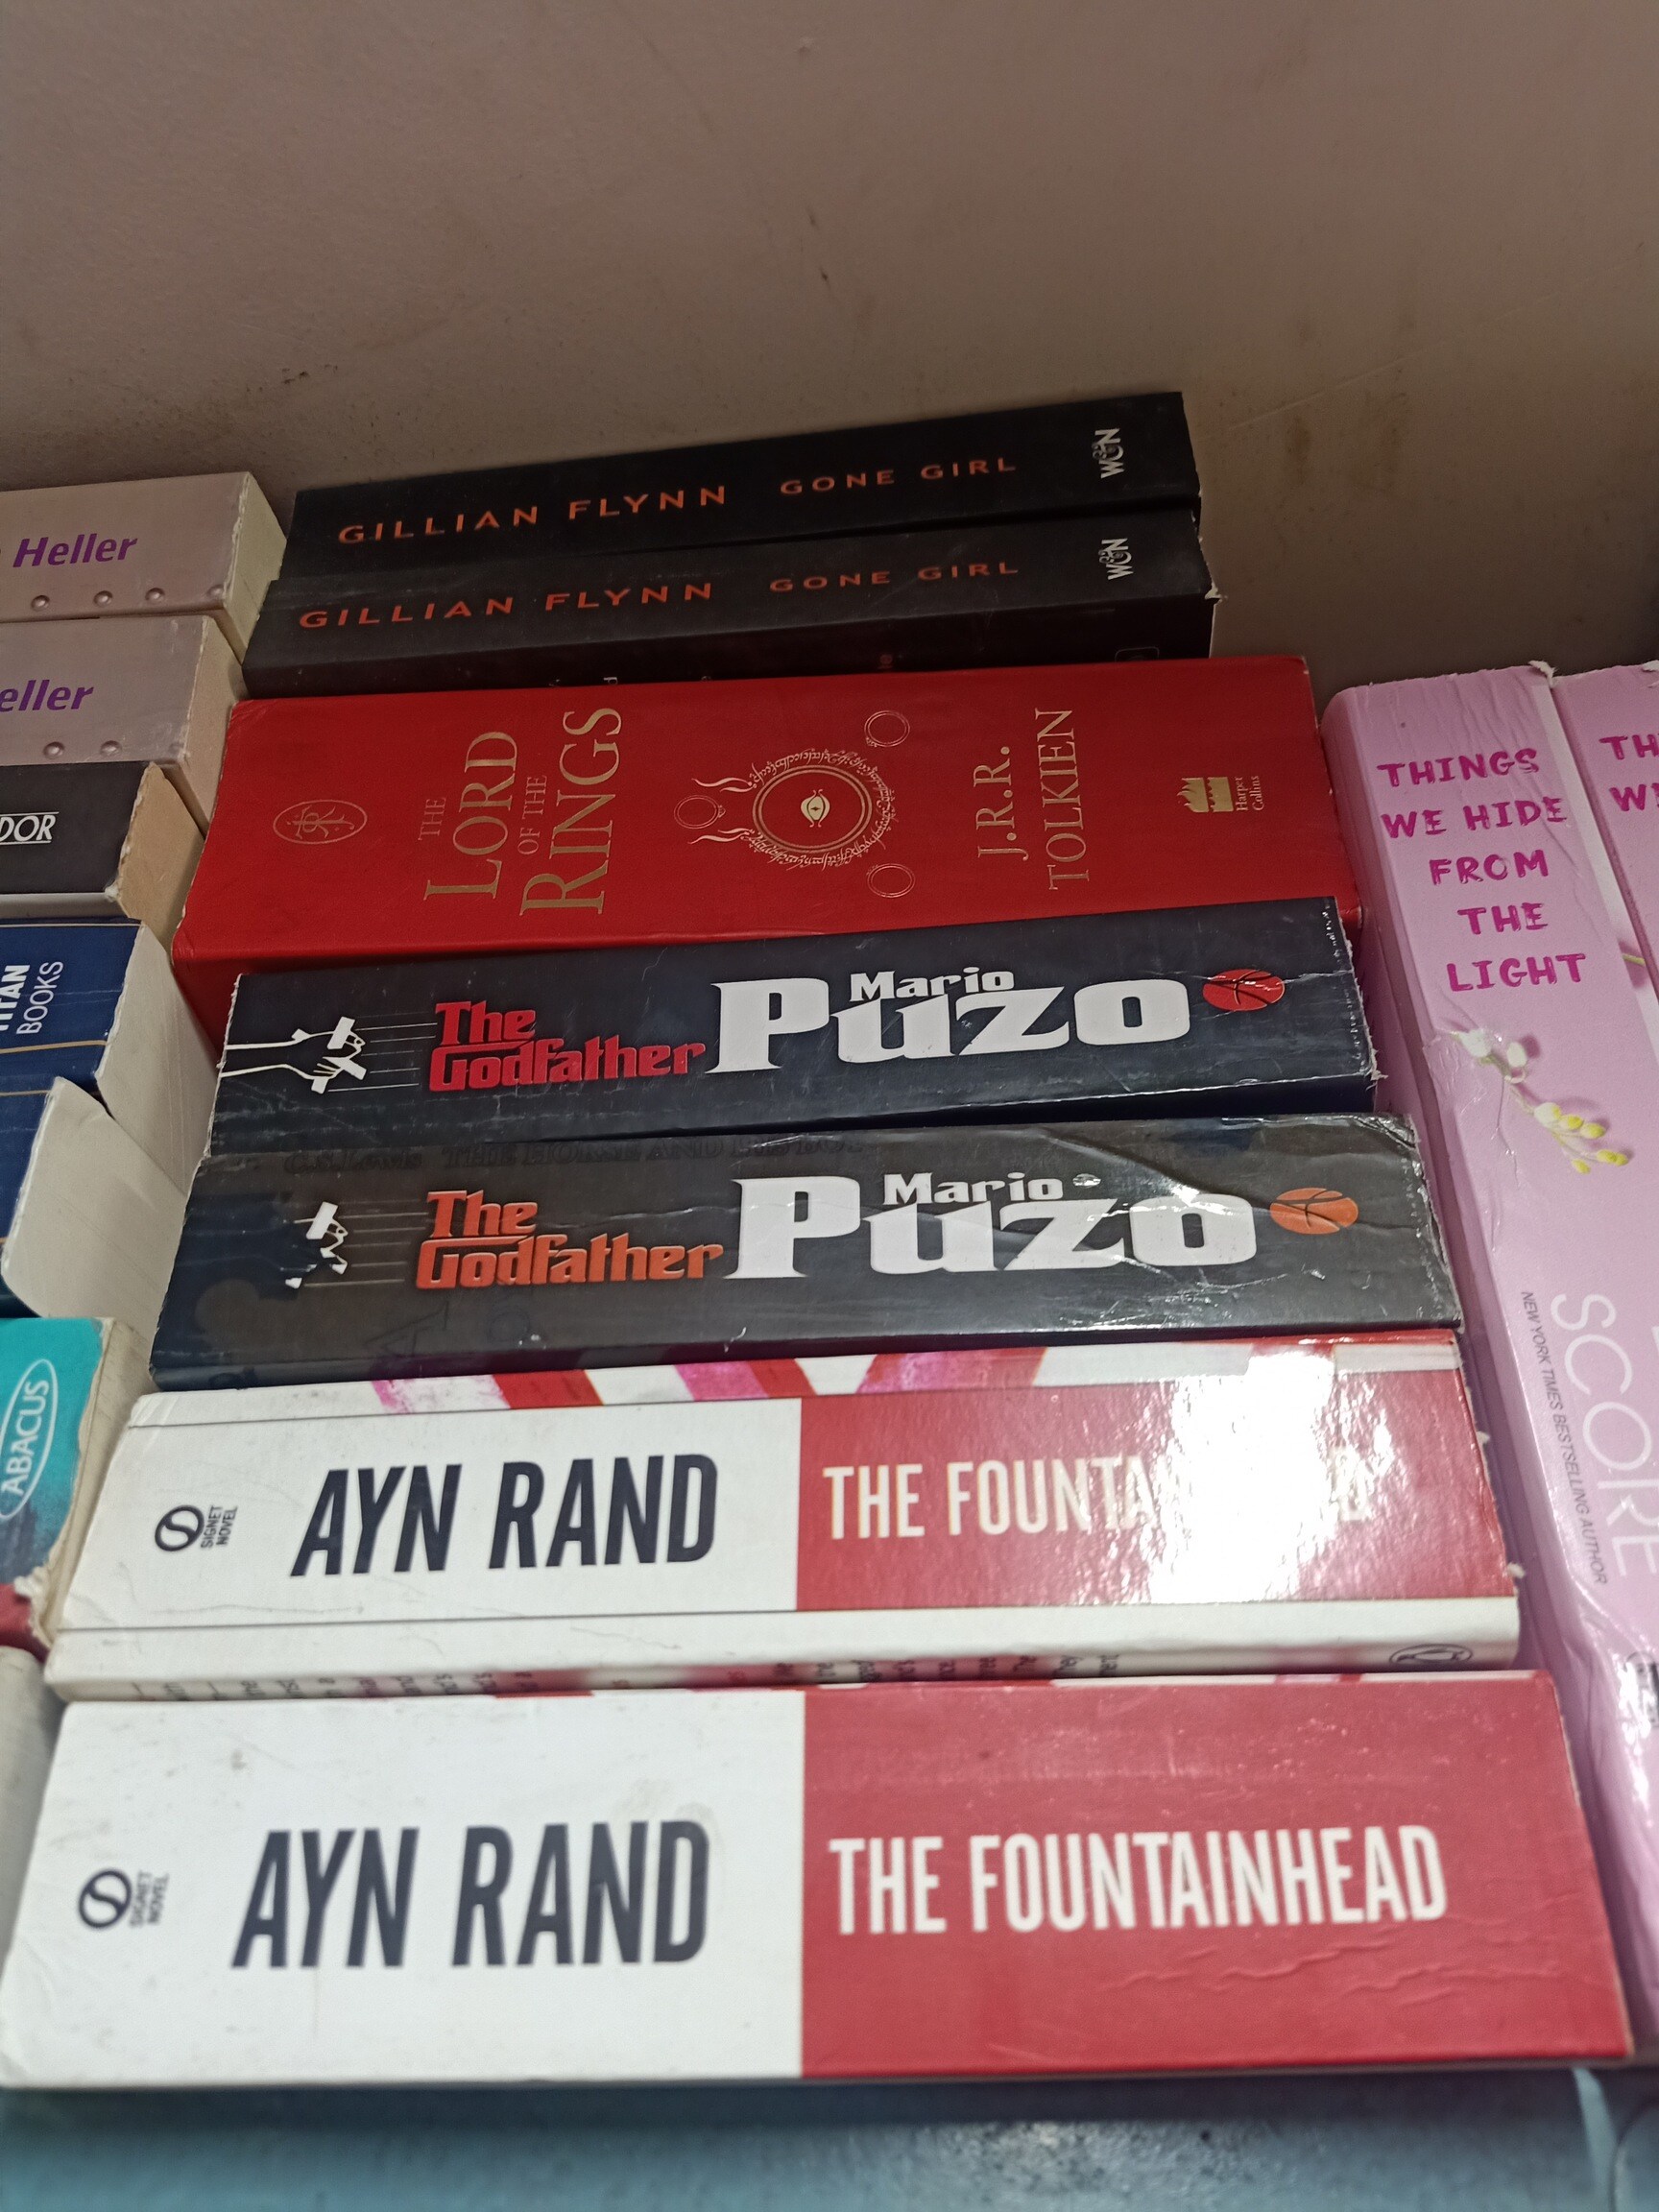 GILLIAN FLYNN GONE GIRL
GILLIAN FLYNN GONE GIRL
Heller
eller
DOR
TITAN
BOOKS
ABACUS
THE
LORD
OF THE
RINGS
J.R.R.
TOLKIEN
Harper
Collins
The
Godfather
Mario
Puzo
The
Godfather
Mario
Puzo
SIGNET
NOVEL
AYN RAND THE FOUNTA D
SIGNET
NOVEL
AYN RAND THE FOUNTAINHEAD
THINGS
WE HIDE
FROM
THE
LIGHT
SCORE
NEW YORK TIMES BESTSELLING AUTHOR
TH
WE